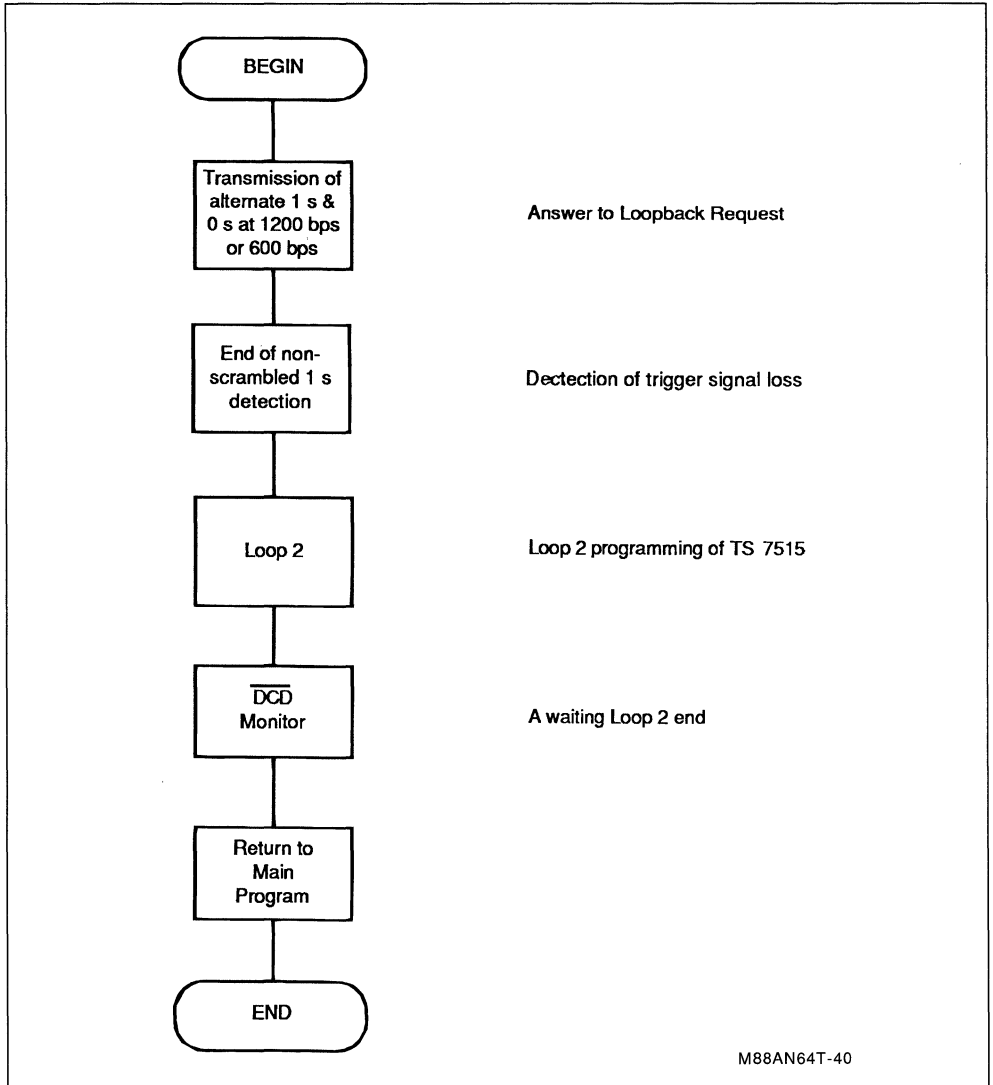 BEGIN
Transmission of
alternate 1 s &
0 s at 1200 bps
or 600 bps
Answer to Loopback Request
End of non-
scrambled 1 s
detection
Dectection of trigger signal loss
Loop 2
Loop 2 programming of TS 7515
DCD
Monitor
A waiting Loop 2 end
Return to
Main
Program
END
M88AN64T-40